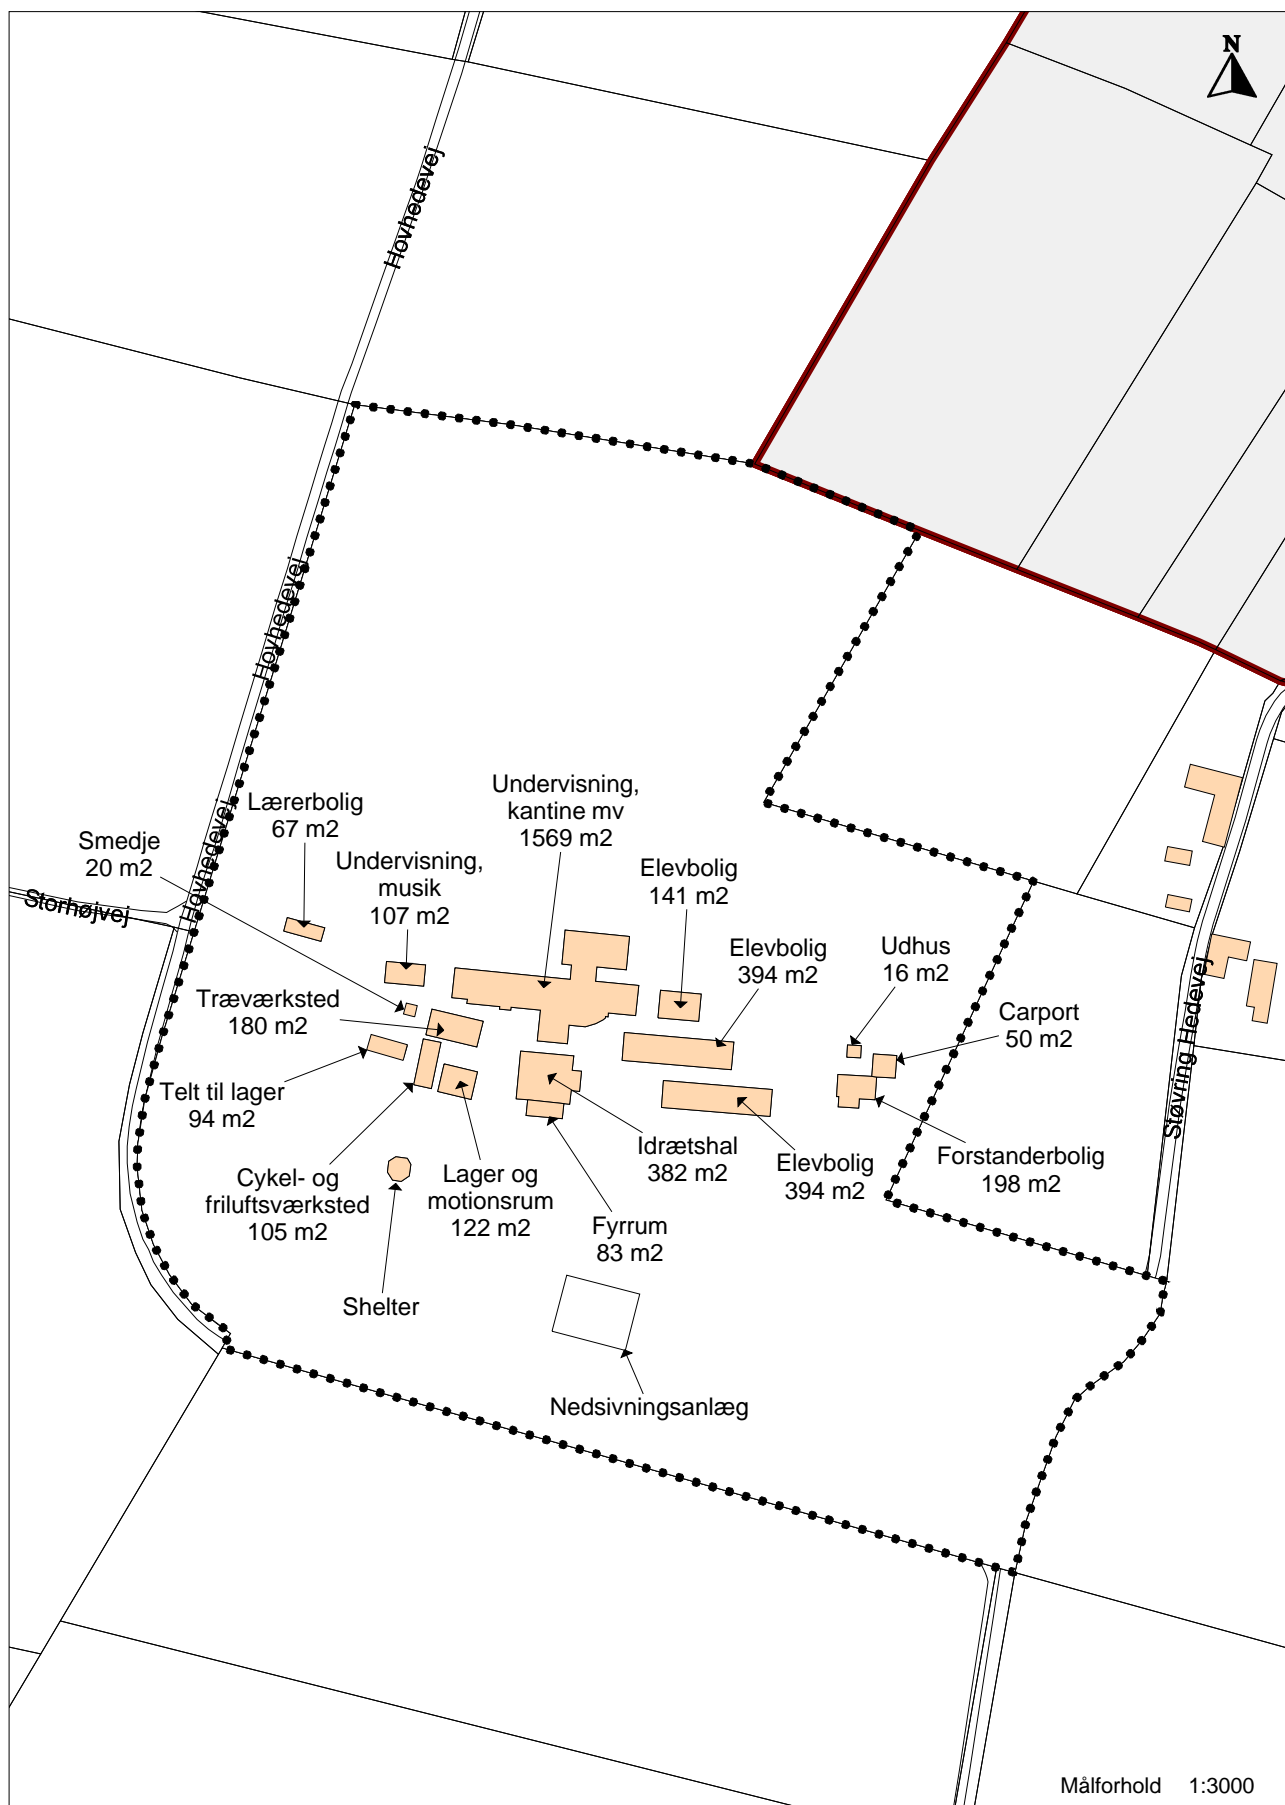 N
Hovhedevej
Hovhedevej
Hovhedevej
Storhøjvej
Støvring Hedevej
Lærerbolig
67 m2
Smedje
20 m2
Undervisning,
musik
107 m2
Undervisning,
kantine mv
1569 m2
Elevbolig
141 m2
Elevbolig
394 m2
Udhus
16 m2
Carport
50 m2
Træværksted
180 m2
Telt til lager
94 m2
Cykel- og
friluftsværksted
105 m2
Lager og
motionsrum
122 m2
Idrætshal
382 m2
Elevbolig
394 m2
Forstanderbolig
198 m2
Fyrrum
83 m2
Shelter
Nedsivningsanlæg
Målforhold 1:3000